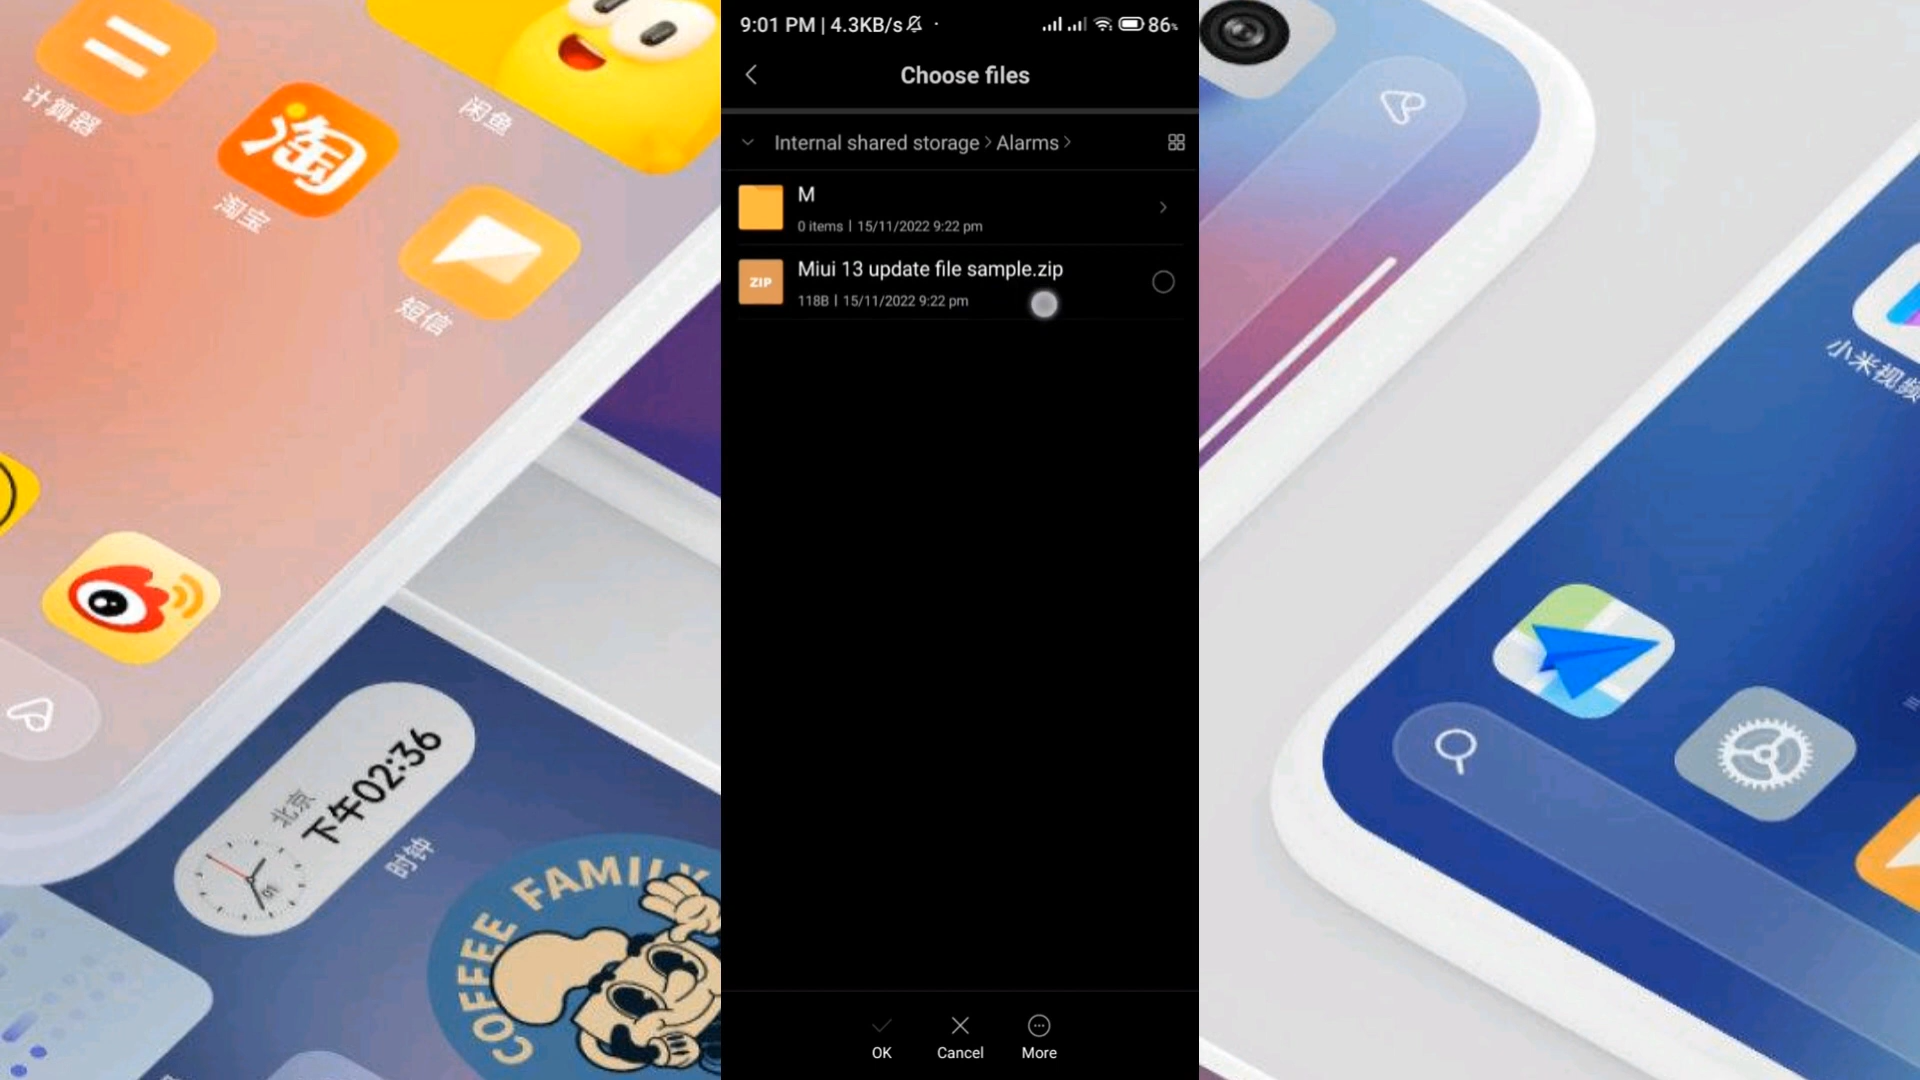 计算器
淘
淘宝
闲鱼
短信
北京
下午02:36
时钟
COFFEE FAMILY
9:01 PM | 4.3KB/s
86%
Choose files
Internal shared storage > Alarms >
M
0 items | 15/11/2022 9:22 pm
ZIP
Miui 13 update file sample.zip
118B | 15/11/2022 9:22 pm
OK
Cancel
More
小米视频